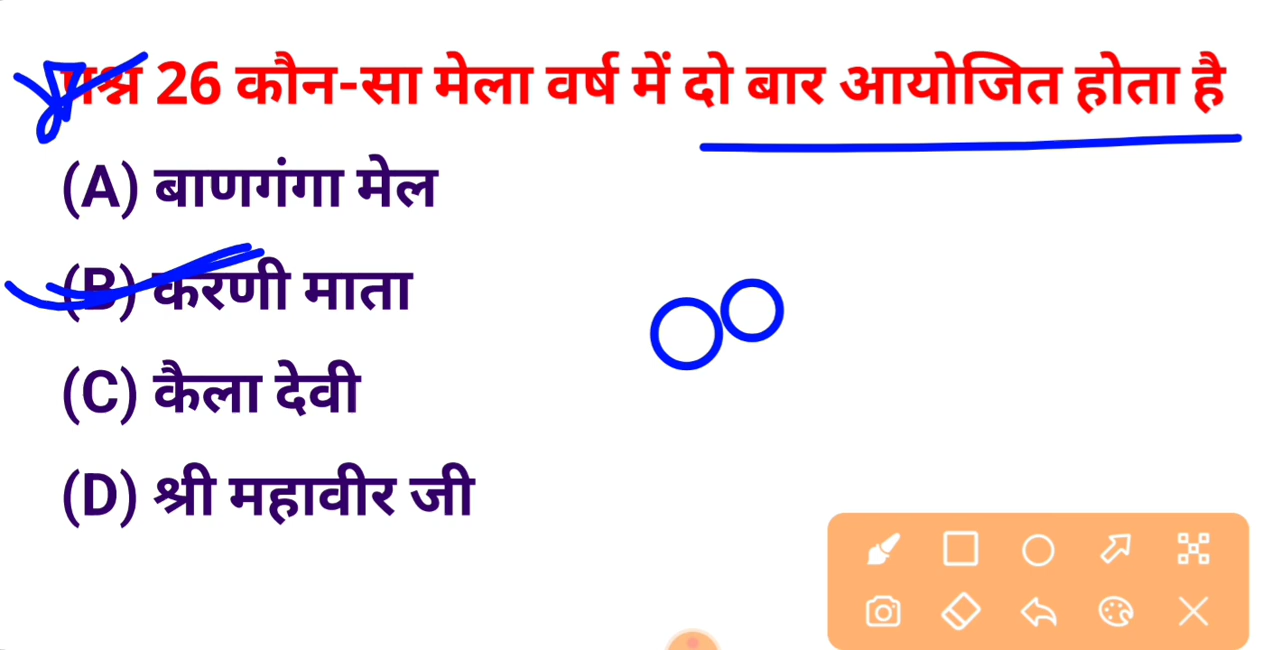 प्रश्न 26 कौन-सा मेला वर्ष में दो बार आयोजित होता है
(A) बाणगंगा मेल
(B) करणी माता
(C) कैला देवी
(D) श्री महावीर जी